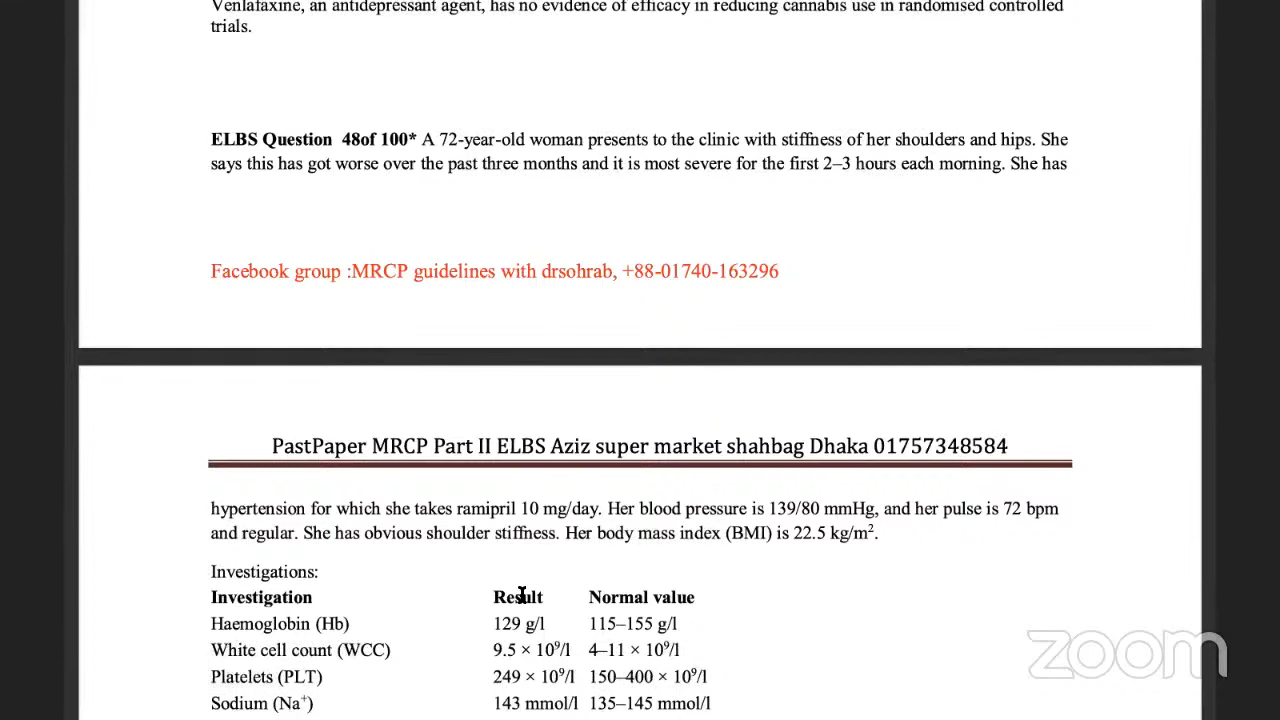 Venlafaxine, an antidepressant agent, has no evidence of efficacy in reducing cannabis use in randomised controlled
trials.
ELBS Question 48of 100* A 72-year-old woman presents to the clinic with stiffness of her shoulders and hips. She
says this has got worse over the past three months and it is most severe for the first 2–3 hours each morning. She has
Facebook group :MRCP guidelines with drsohrab, +88-01740-163296
PastPaper MRCP Part II ELBS Aziz super market shahbag Dhaka 01757348584
hypertension for which she takes ramipril 10 mg/day. Her blood pressure is 139/80 mmHg, and her pulse is 72 bpm
and regular. She has obvious shoulder stiffness. Her body mass index (BMI) is 22.5 kg/m².
Investigations:
Investigation Result Normal value
Haemoglobin (Hb) 129 g/l 115–155 g/l
White cell count (WCC) 9.5 × 10⁹/l 4–11 × 10⁹/l
Platelets (PLT) 249 × 10⁹/l 150–400 × 10⁹/l
Sodium (Na⁺) 143 mmol/l 135–145 mmol/l
zoom